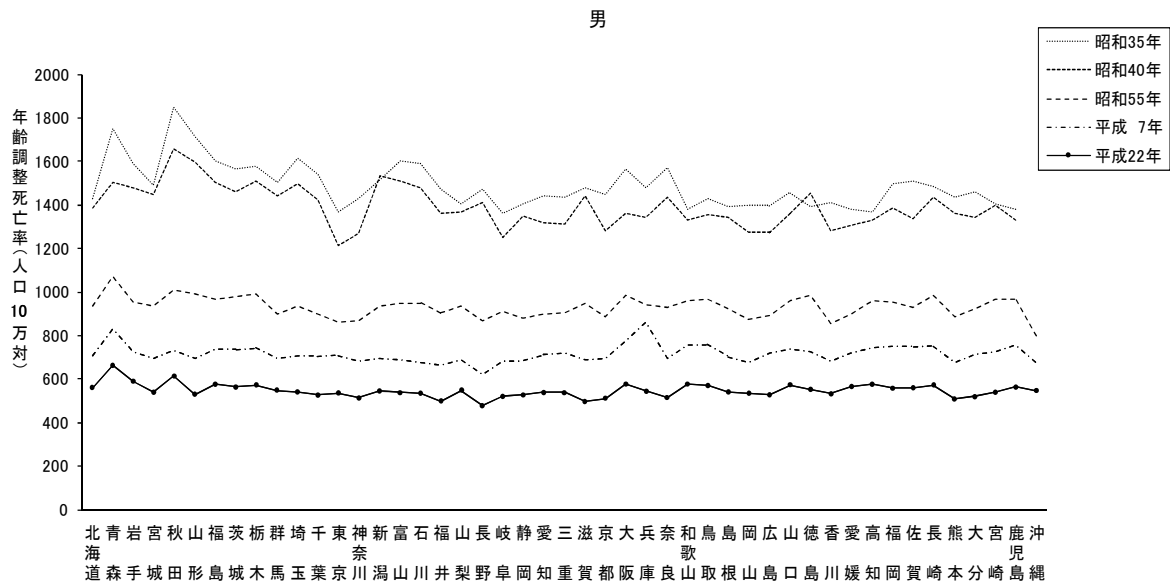 男
昭和35年
昭和40年
昭和55年
平成 7年
平成22年
年齢調整死亡率(人口10万対)
2000
1800
1600
1400
1200
1000
800
600
400
200
0
北海道
青森
岩手
宮城
秋田
山形
福島
茨城
栃木
群馬
埼玉
千葉
東京
神奈川
新潟
富山
石川
福井
山梨
長野
岐阜
静岡
愛知
三重
滋賀
京都
大阪
兵庫
奈良
和歌山
鳥取
島根
岡山
広島
山口
徳島
香川
愛媛
高知
福岡
佐賀
長崎
熊本
大分
宮崎
鹿児島
沖縄